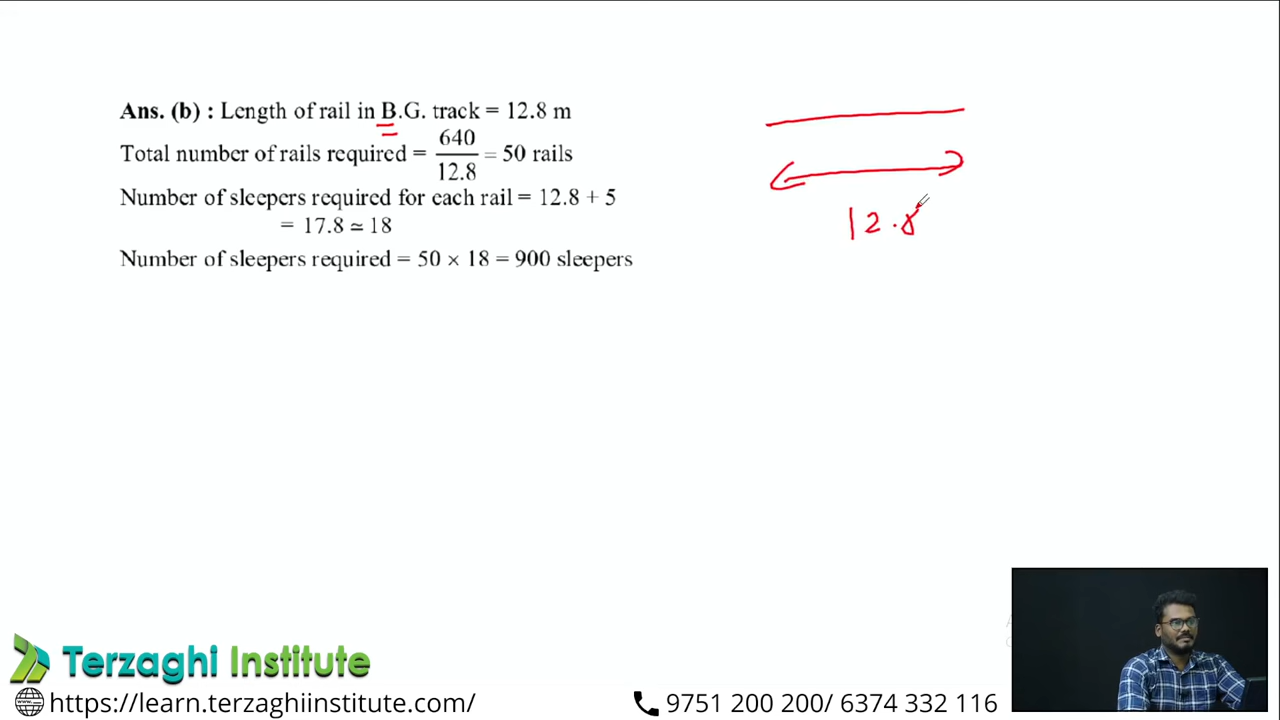 Ans. (b) : Length of rail in B.G. track = 12.8 m
Total number of rails required = 640/12.8 = 50 rails
Number of sleepers required for each rail = 12.8 + 5
= 17.8 ≃ 18
Number of sleepers required = 50 × 18 = 900 sleepers
12.8
Terzaghi Institute
https://learn.terzaghiinstitute.com/
9751 200 200/ 6374 332 116